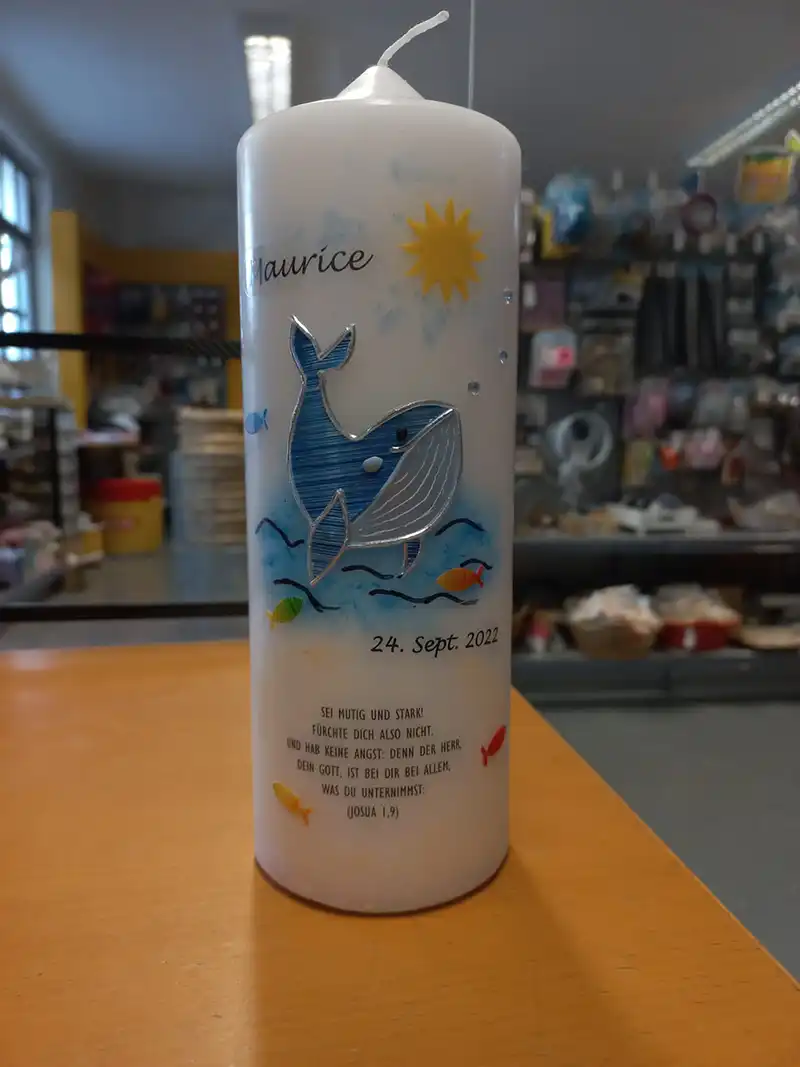 Maurice
24. Sept. 2022
SEI MUTIG UND STARK!
FÜRCHTE DICH ALSO NICHT,
UND HAB KEINE ANGST: DENN DER HERR,
DEIN GOTT, IST BEI DIR BEI ALLEM,
WAS DU UNTERNIMMST:
(JOSUA 1,9)